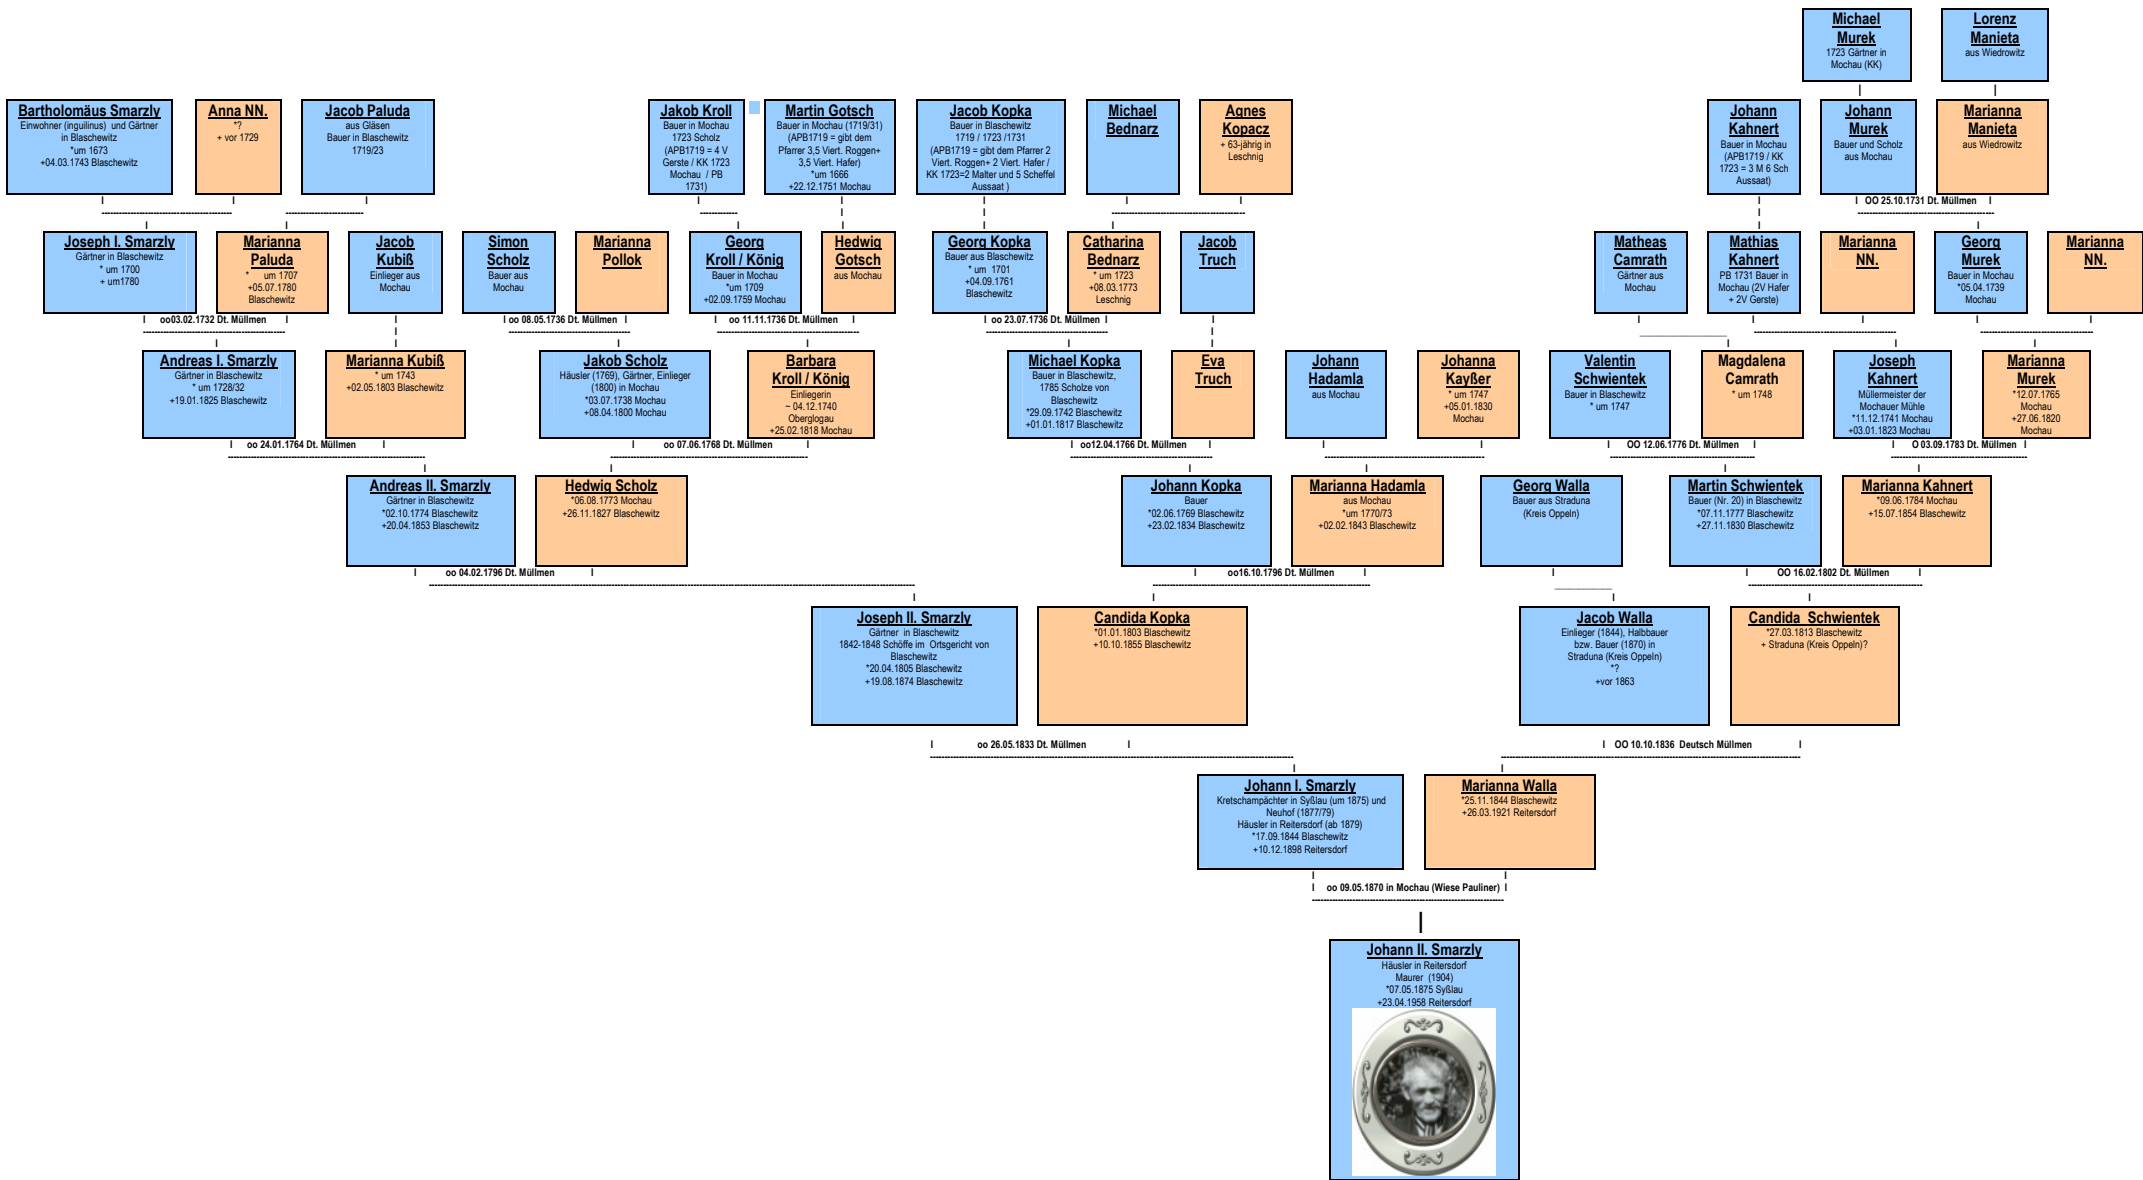 Michael
Murek
1723 Gärtner in
Mochau (KK)
Lorenz
Manieta
aus Wiedrowitz
Bartholomäus Smarzly
Einwohner (inguilinus) und Gärtner
in Blaschewitz
*um 1673
+04.03.1743 Blaschewitz
Anna NN.
*?
+ vor 1729
Jacob Paluda
aus Gläsen
Bauer in Blaschewitz
1719/23
Jakob Kroll
Bauer in Mochau
1723 Scholz
(APB1719 = 4 V
Gerste / KK 1723
Mochau / PB
1731)
Martin Gotsch
Bauer in Mochau (1719/31)
(APB1719 = gibt dem
Pfarrer 3,5 Viert. Roggen+
3,5 Viert. Hafer)
*um 1666
+22.12.1751 Mochau
Jacob Kopka
Bauer in Blaschewitz
1719 / 1723 /1731
(APB1719 = gibt dem Pfarrer 2
Viert. Roggen+ 2 Viert. Hafer /
KK 1723=2 Malter und 5 Scheffel
Aussaat )
Michael
Bednarz
Agnes
Kopacz
+ 63-jährig in
Leschnig
Johann
Kahnert
Bauer in Mochau
(APB1719 / KK
1723 = 3 M 6 Sch
Aussaat)
Johann
Murek
Bauer und Scholz
aus Mochau
Marianna
Manieta
aus Wiedrowitz
OO 25.10.1731 Dt. Müllmen
Joseph I. Smarzly
Gärtner in Blaschewitz
* um 1700
+ um1780
Marianna
Paluda
* um 1707
+05.07.1780
Blaschewitz
Jacob
Kubiß
Einlieger aus
Mochau
Simon
Scholz
Bauer aus
Mochau
Marianna
Pollok
Georg
Kroll / König
Bauer in Mochau
*um 1709
+02.09.1759 Mochau
Hedwig
Gotsch
aus Mochau
Georg Kopka
Bauer aus Blaschewitz
* um 1701
+04.09.1761
Blaschewitz
Catharina
Bednarz
* um 1723
+08.03.1773
Leschnig
Jacob
Truch
Matheas
Camrath
Gärtner aus
Mochau
Mathias
Kahnert
PB 1731 Bauer in
Mochau (2V Hafer
+ 2V Gerste)
Marianna
NN.
Georg
Murek
Bauer in Mochau
*05.04.1739
Mochau
Marianna
NN.
oo03.02.1732 Dt. Müllmen
oo 08.05.1736 Dt. Müllmen
oo 11.11.1736 Dt. Müllmen
oo 23.07.1736 Dt. Müllmen
Andreas I. Smarzly
Gärtner in Blaschewitz
* um 1728/32
+19.01.1825 Blaschewitz
Marianna Kubiß
* um 1743
+02.05.1803 Blaschewitz
Jakob Scholz
Häusler (1769), Gärtner, Einlieger
(1800) in Mochau
*03.07.1738 Mochau
+08.04.1800 Mochau
Barbara
Kroll / König
Einliegerin
~ 04.12.1740
Oberglogau
+25.02.1818 Mochau
Michael Kopka
Bauer in Blaschewitz,
1785 Scholze von
Blaschewitz
*29.09.1742 Blaschewitz
+01.01.1817 Blaschewitz
Eva
Truch
Johann
Hadamla
aus Mochau
Johanna
Kayßer
* um 1747
+05.01.1830
Mochau
Valentin
Schwientek
Bauer in Blaschewitz
* um 1747
Magdalena
Camrath
* um 1748
Joseph
Kahnert
Müllermeister der
Mochauer Mühle
*11.12.1741 Mochau
+03.01.1823 Mochau
Marianna
Murek
*12.07.1765
Mochau
+27.06.1820
Mochau
oo 24.01.1764 Dt. Müllmen
oo 07.06.1768 Dt. Müllmen
oo12.04.1766 Dt. Müllmen
OO 12.06.1776 Dt. Müllmen
O 03.09.1783 Dt. Müllmen
Andreas II. Smarzly
Gärtner in Blaschewitz
*02.10.1774 Blaschewitz
+20.04.1853 Blaschewitz
Hedwig Scholz
*06.08.1773 Mochau
+26.11.1827 Blaschewitz
Johann Kopka
Bauer
*02.06.1769 Blaschewitz
+23.02.1834 Blaschewitz
Marianna Hadamla
aus Mochau
*um 1770/73
+02.02.1843 Blaschewitz
Georg Walla
Bauer aus Straduna
(Kreis Oppeln)
Martin Schwientek
Bauer (Nr. 20) in Blaschewitz
*07.11.1777 Blaschewitz
+27.11.1830 Blaschewitz
Marianna Kahnert
*09.06.1784 Mochau
+15.07.1854 Blaschewitz
oo 04.02.1796 Dt. Müllmen
oo16.10.1796 Dt. Müllmen
OO 16.02.1802 Dt. Müllmen
Joseph II. Smarzly
Gärtner in Blaschewitz
1842-1848 Schöffe im Ortsgericht von
Blaschewitz
*20.04.1805 Blaschewitz
+19.08.1874 Blaschewitz
Candida Kopka
*01.01.1803 Blaschewitz
+10.10.1855 Blaschewitz
Jacob Walla
Einlieger (1844), Halbbauer
bzw. Bauer (1870) in
Straduna (Kreis Oppeln)
*?
+vor 1863
Candida Schwientek
*27.03.1813 Blaschewitz
+ Straduna (Kreis Oppeln)?
oo 26.05.1833 Dt. Müllmen
OO 10.10.1836 Deutsch Müllmen
Johann I. Smarzly
Kretschampächter in Syßlau (um 1875) und
Neuhof (1877/79)
Häusler in Reitersdorf (ab 1879)
*17.09.1844 Blaschewitz
+10.12.1898 Reitersdorf
Marianna Walla
*25.11.1844 Blaschewitz
+26.03.1921 Reitersdorf
oo 09.05.1870 in Mochau (Wiese Pauliner)
Johann II. Smarzly
Häusler in Reitersdorf
Maurer (1904)
*07.05.1875 Syßlau
+23.04.1958 Reitersdorf